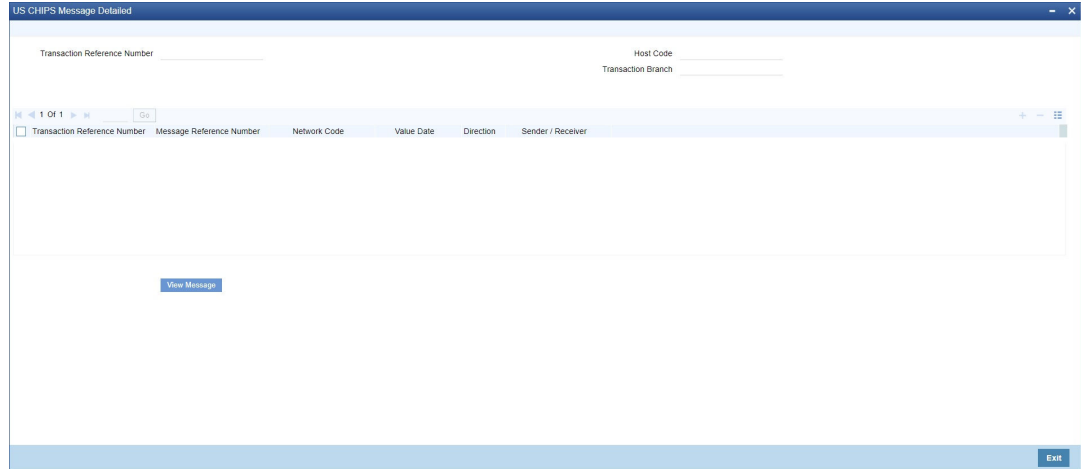 US CHIPS Message Detailed
Transaction Reference Number
Host Code
Transaction Branch
1 Of 1 Go
Transaction Reference Number Message Reference Number Network Code Value Date Direction Sender / Receiver
View Message
Exit